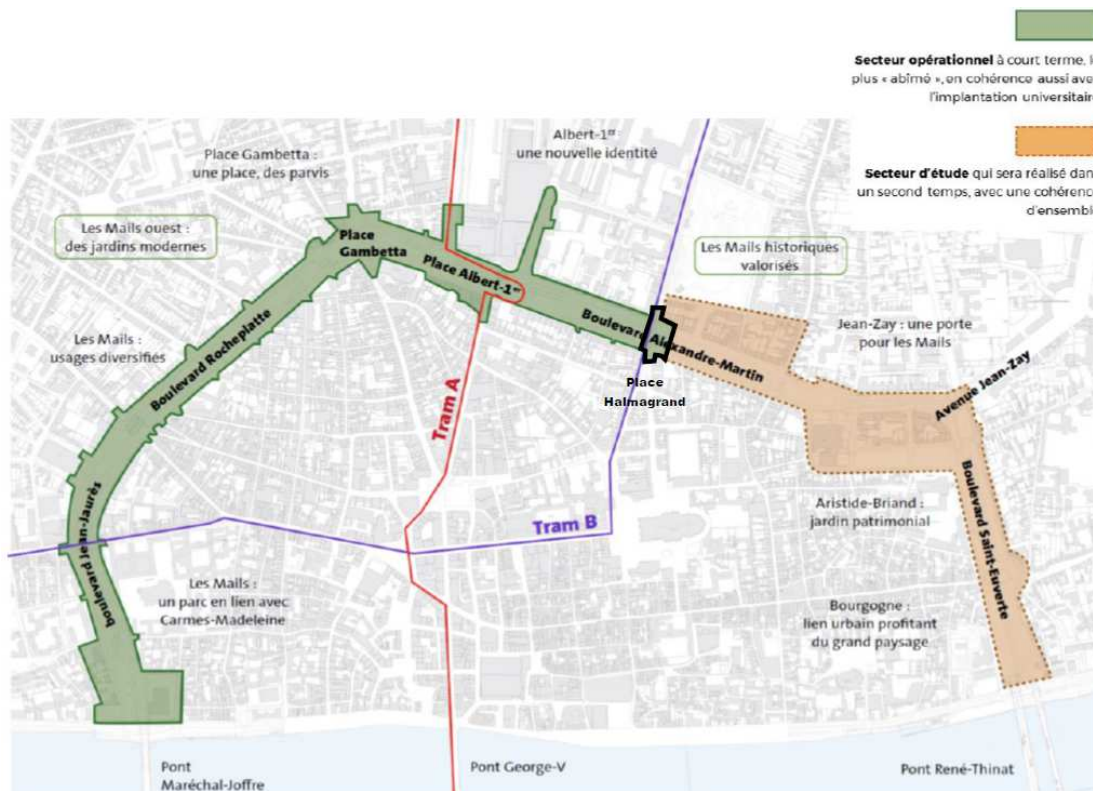 Secteur opérationnel à court terme, l
plus « abîmé », en cohérence aussi ave
l'implantation universitair
Secteur d'étude qui sera réalisé dan
un second temps, avec une cohérenc
d'ensembl
Place Gambetta :
une place, des parvis
Albert-1er :
une nouvelle identité
Les Mails ouest :
des jardins modernes
Place
Gambetta
Place Albert-1er
Les Mails historiques
valorisés
Les Mails :
usages diversifiés
Boulevard Rocheplatte
Boulevard Alexandre-Martin
Jean-Zay : une porte
pour les Mails
Place
Halmagrand
Avenue Jean-Zay
Tram A
boulevard Jean-Jaurès
Tram B
Aristide-Briand :
jardin patrimonial
Boulevard Saint-Euverte
Les Mails :
un parc en lien avec
Carmes-Madeleine
Bourgogne :
lien urbain profitant
du grand paysage
Pont
Maréchal-Joffre
Pont George-V
Pont René-Thinat